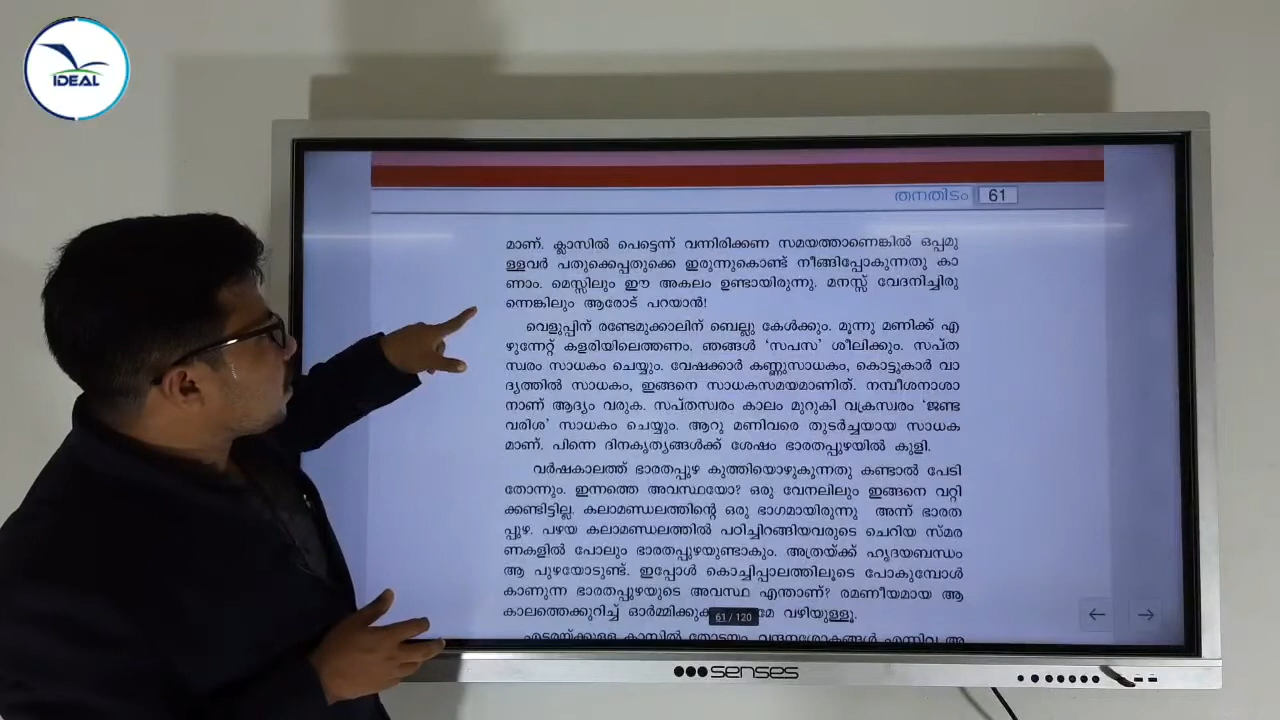 IDEAL
തനതിടം 61
മാണ്. ക്ലാസിൽ പെട്ടെന്ന് വന്നിരിക്കണ സമയത്താണെങ്കിൽ ഒപ്പമു
ള്ളവർ പതുക്കെപ്പതുക്കെ ഇരുന്നുകൊണ്ട് നീങ്ങിപ്പോകുന്നതു കാ
ണാം. മെസ്സിലും ഈ അകലം ഉണ്ടായിരുന്നു. മനസ്സ് വേദനിച്ചിരു
ന്നെങ്കിലും ആരോട് പറയാൻ!
വെളുപ്പിന് രണ്ടേമുക്കാലിന് ബെല്ലു കേൾക്കും. മൂന്നു മണിക്ക് എ
ഴുന്നേറ്റ് കളരിയിലെത്തണം. ഞങ്ങൾ ‘സപസ’ ശീലിക്കും. സപ്ത
സ്വരം സാധകം ചെയ്യും. വേഷക്കാർ കണ്ണുസാധകം, കൊട്ടുകാർ വാ
ദ്യത്തിൽ സാധകം, ഇങ്ങനെ സാധകസമയമാണിത്. നമ്പീശനാശാ
നാണ് ആദ്യം വരുക. സപ്തസ്വരം കാലം മുറുകി വക്രസ്വരം ‘ജണ്ട
വരിശ’ സാധകം ചെയ്യും. ആറു മണിവരെ തുടർച്ചയായ സാധക
മാണ്. പിന്നെ ദിനകൃത്യങ്ങൾക്ക് ശേഷം ഭാരതപ്പുഴയിൽ കുളി.
വർഷകാലത്ത് ഭാരതപ്പുഴ കുത്തിയൊഴുകുന്നതു കണ്ടാൽ പേടി
തോന്നും. ഇന്നത്തെ അവസ്ഥയോ? ഒരു വേനലിലും ഇങ്ങനെ വറ്റി
ക്കണ്ടിട്ടില്ല. കലാമണ്ഡലത്തിന്റെ ഒരു ഭാഗമായിരുന്നു അന്ന് ഭാരത
പ്പുഴ. പഴയ കലാമണ്ഡലത്തിൽ പഠിച്ചിറങ്ങിയവരുടെ ചെറിയ സ്മര
ണകളിൽ പോലും ഭാരതപ്പുഴയുണ്ടാകും. അത്രയ്ക്ക് ഹൃദയബന്ധം
ആ പുഴയോടുണ്ട്. ഇപ്പോൾ കൊച്ചിപ്പാലത്തിലൂടെ പോകുമ്പോൾ
കാണുന്ന ഭാരതപ്പുഴയുടെ അവസ്ഥ എന്താണ്? രമണീയമായ ആ
കാലത്തെക്കുറിച്ച് വഴിയുള്ളൂ.
61 / 120
senses